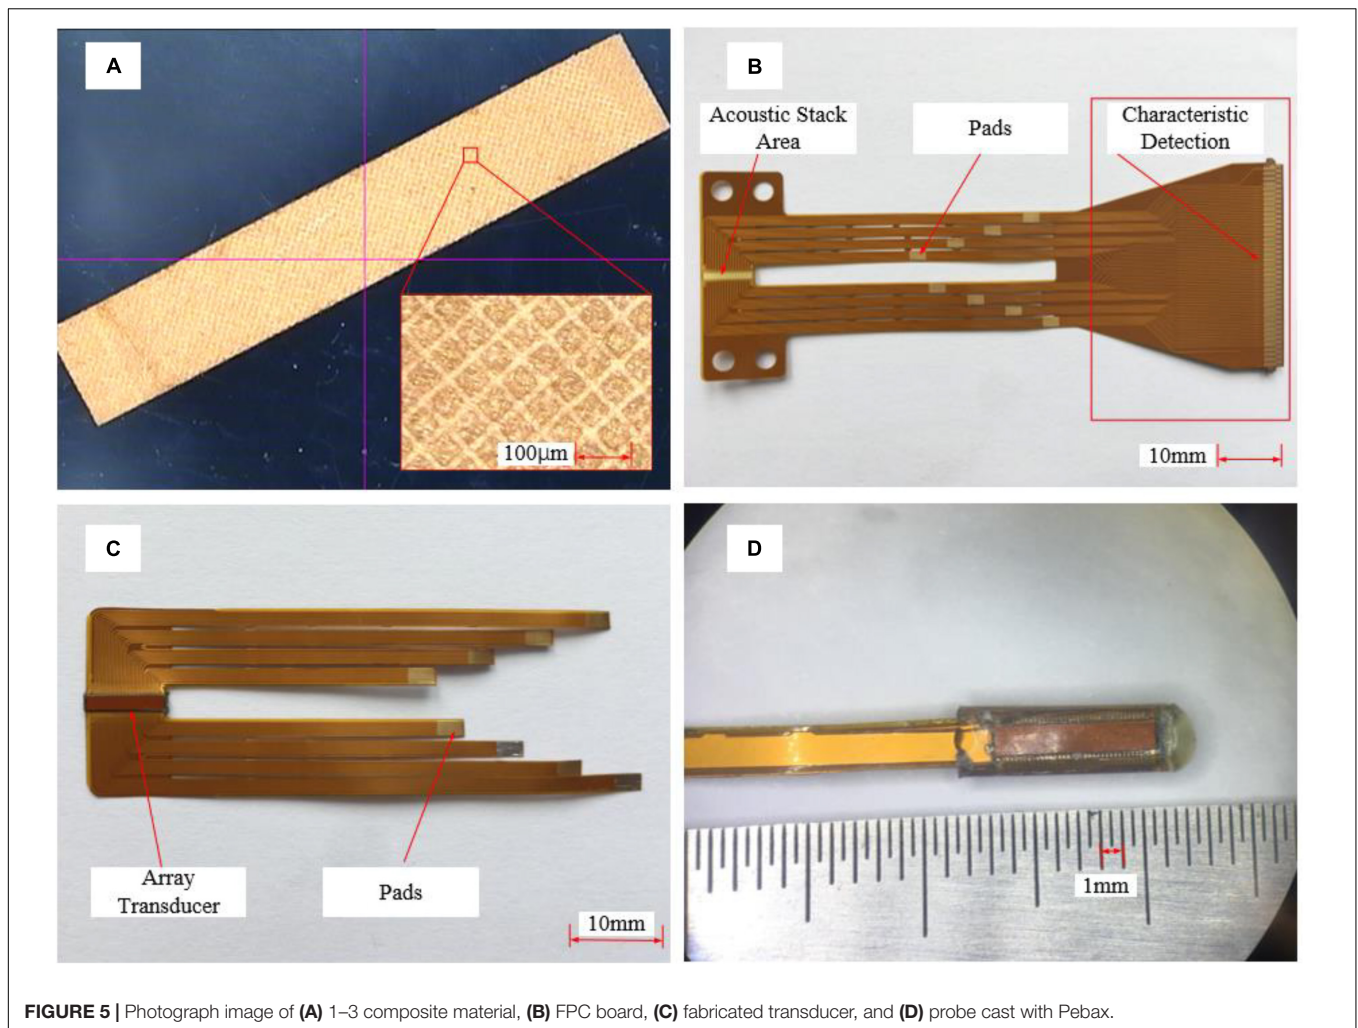 A
100μm
B
Acoustic Stack
Area
Pads
Characteristic
Detection
10mm
C
Array
Transducer
Pads
10mm
D
1mm
FIGURE 5 | Photograph image of (A) 1–3 composite material, (B) FPC board, (C) fabricated transducer, and (D) probe cast with Pebax.